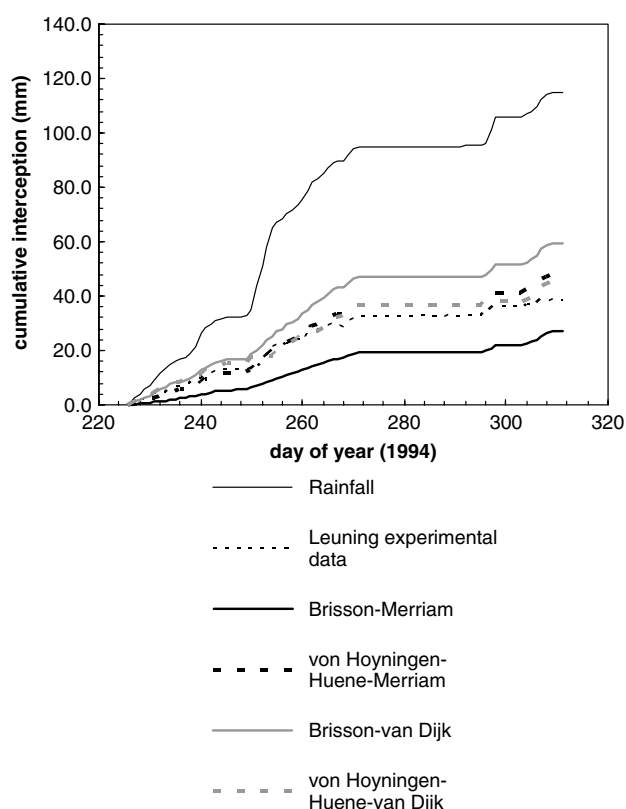 140.0
120.0
100.0
80.0
60.0
40.0
20.0
0.0
cumulative interception (mm)
220 240 260 280 300 320
day of year (1994)
Rainfall
Leuning experimental
data
Brisson-Merriam
von Hoyningen-
Huene-Merriam
Brisson-van Dijk
von Hoyningen-
Huene-van Dijk